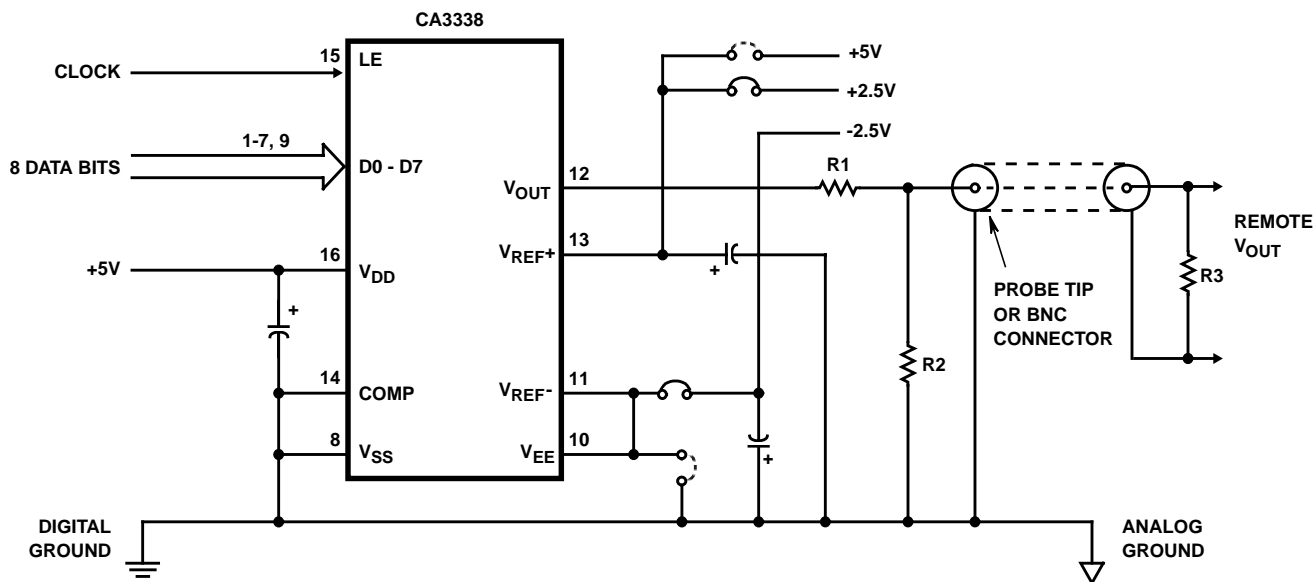 CA3338
CLOCK
15
LE
8 DATA BITS
1-7, 9
D0 - D7
+5V
16
VDD
14
COMP
8
VSS
VOUT
12
VREF+
13
VREF-
11
VEE
10
+5V
+2.5V
-2.5V
R1
R2
+
+
+
PROBE TIP
OR BNC
CONNECTOR
REMOTE
VOUT
R3
DIGITAL
GROUND
ANALOG
GROUND